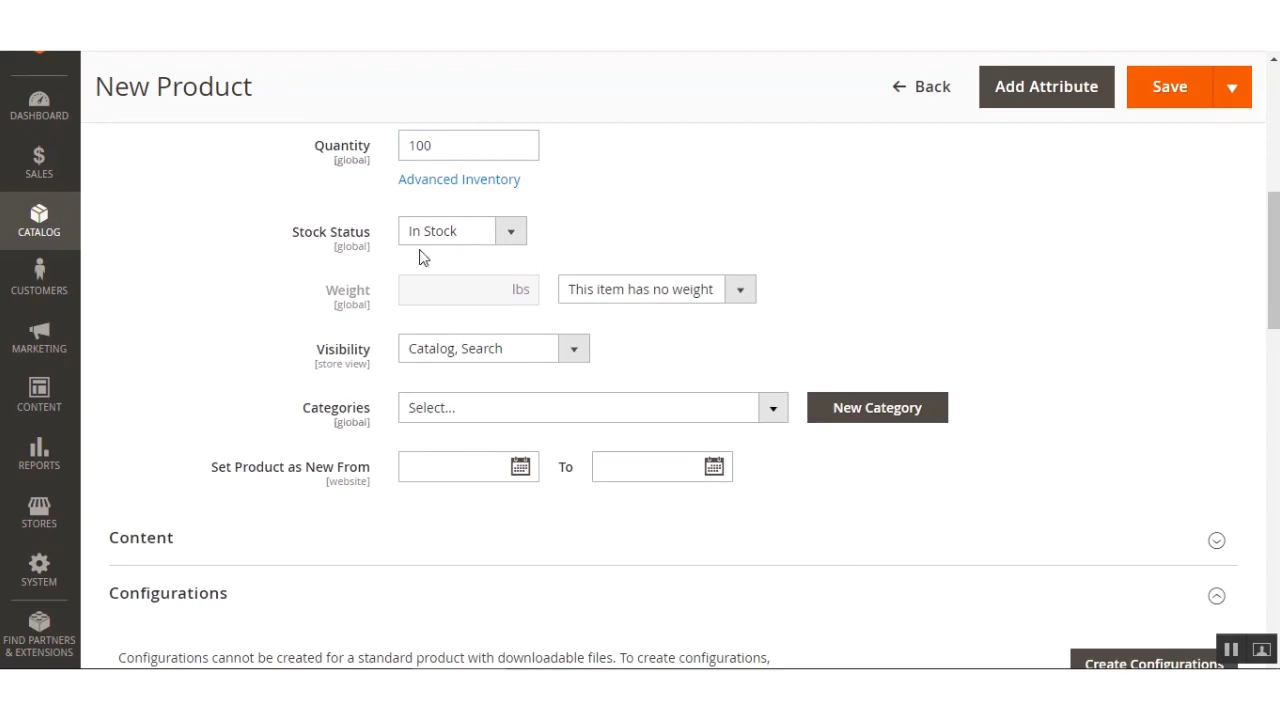 New Product
Back
Add Attribute
Save
DASHBOARD
SALES
CATALOG
CUSTOMERS
MARKETING
CONTENT
REPORTS
STORES
SYSTEM
FIND PARTNERS
& EXTENSIONS
Quantity
[global]
100
Advanced Inventory
Stock Status
[global]
In Stock
Weight
[global]
lbs
This item has no weight
Visibility
[store view]
Catalog, Search
Categories
[global]
Select...
New Category
Set Product as New From
[website]
To
Content
Configurations
Configurations cannot be created for a standard product with downloadable files. To create configurations,
Create Configurations